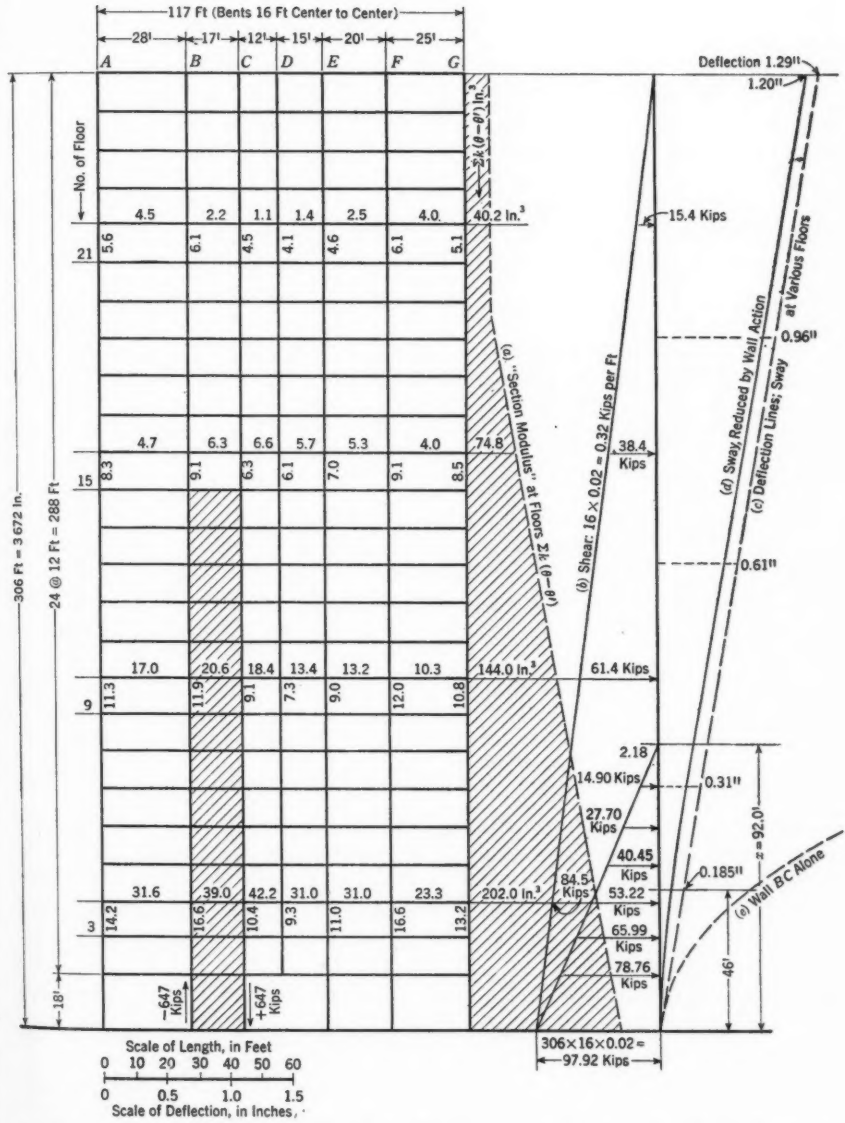 117 Ft (Bents 16 Ft Center to Center)
28' 17' 12' 15' 20' 25'
A B C D E F G
Deflection 1.29"
1.20"
No. of Floor
Σk(θ-θ') In.³
4.5 2.2 1.1 1.4 2.5 4.0 40.2 In.³
15.4 Kips
5.6 6.1 4.5 4.1 4.6 6.1 5.1
21
0.96"
(a) "Section Modulus" at Floors Σk(θ-θ')
(b) Shear: 16 × 0.02 = 0.32 Kips per Ft
(d) Sway, Reduced by Wall Action
(c) Deflection Lines; Sway
at Various Floors
4.7 6.3 6.6 5.7 5.3 4.0 74.8
38.4
Kips
8.3 9.1 6.3 6.1 7.0 9.1 8.5
15
306 Ft = 3 672 In.
24 @ 12 Ft = 288 Ft
0.61"
17.0 20.6 18.4 13.4 13.2 10.3 144.0 In.³
61.4 Kips
11.3 11.9 9.1 7.3 9.0 12.0 10.8
9
2.18
14.90 Kips
0.31"
27.70
Kips
z = 92.0'
40.45
Kips
0.185"
(e) Wall BC Alone
31.6 39.0 42.2 31.0 31.0 23.3 202.0 In.³
84.5
Kips
53.22
Kips
14.2 16.6 10.4 9.3 11.0 16.6 13.2
3
65.99
Kips
46'
78.76
Kips
18'
-647
Kips
+647
Kips
306×16×0.02=
97.92 Kips
Scale of Length, in Feet
0 10 20 30 40 50 60
0 0.5 1.0 1.5
Scale of Deflection, in Inches